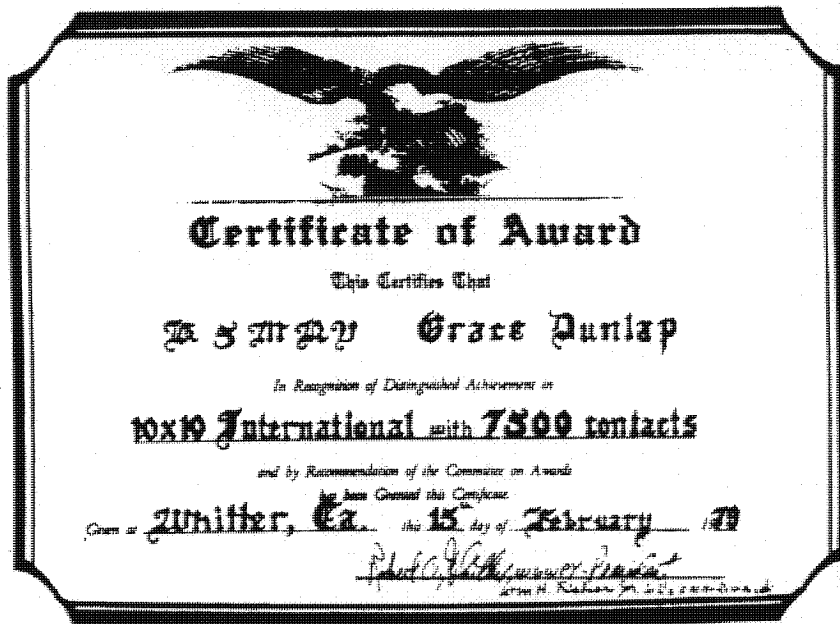 Certificate of Award
This Certifies That
K5MRU Grace Dunlap
In Recognition of Distinguished Achievement in
10x10 International with 7500 contacts
and by Recommendation of the Committee on Awards
has been Granted this Certificate
Given at Whitter, Ca. this 15th day of February 1979